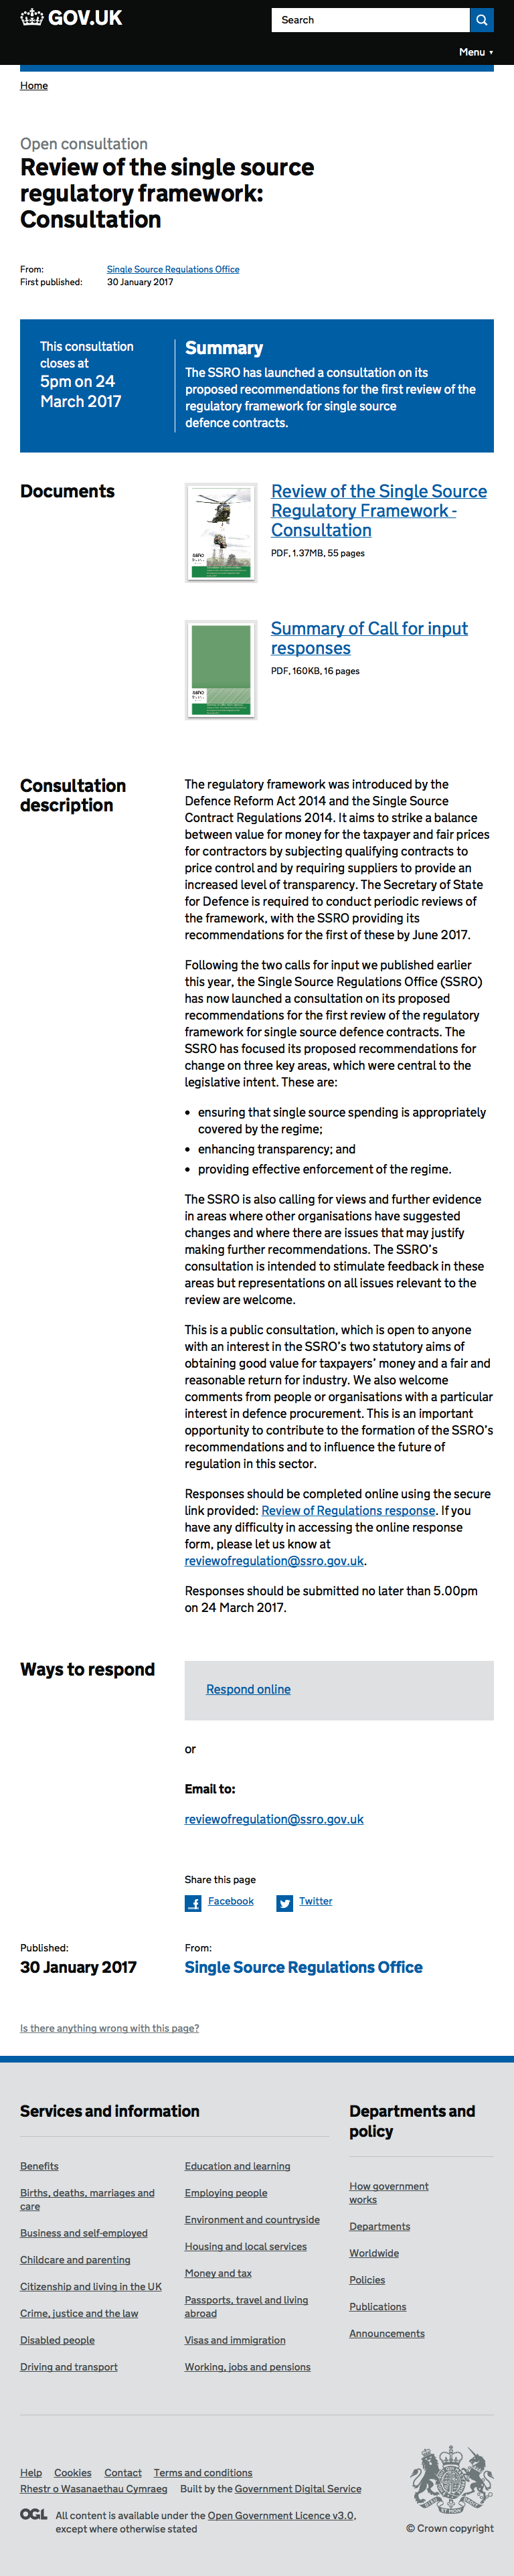 GOV.UK
Search
Menu ▼
Home
Open consultation
Review of the single source
regulatory framework:
Consultation
From: Single Source Regulations Office
First published: 30 January 2017
This consultation
closes at
5pm on 24
March 2017
Summary
The SSRO has launched a consultation on its
proposed recommendations for the first review of the
regulatory framework for single source
defence contracts.
Documents
Review of the Single Source
Regulatory Framework -
Consultation
PDF, 1.37MB, 55 pages
SSRO
Summary of Call for input
responses
PDF, 160KB, 16 pages
SSRO
Consultation
description
The regulatory framework was introduced by the
Defence Reform Act 2014 and the Single Source
Contract Regulations 2014. It aims to strike a balance
between value for money for the taxpayer and fair prices
for contractors by subjecting qualifying contracts to
price control and by requiring suppliers to provide an
increased level of transparency. The Secretary of State
for Defence is required to conduct periodic reviews of
the framework, with the SSRO providing its
recommendations for the first of these by June 2017.
Following the two calls for input we published earlier
this year, the Single Source Regulations Office (SSRO)
has now launched a consultation on its proposed
recommendations for the first review of the regulatory
framework for single source defence contracts. The
SSRO has focused its proposed recommendations for
change on three key areas, which were central to the
legislative intent. These are:
• ensuring that single source spending is appropriately
covered by the regime;
• enhancing transparency; and
• providing effective enforcement of the regime.
The SSRO is also calling for views and further evidence
in areas where other organisations have suggested
changes and where there are issues that may justify
making further recommendations. The SSRO's
consultation is intended to stimulate feedback in these
areas but representations on all issues relevant to the
review are welcome.
This is a public consultation, which is open to anyone
with an interest in the SSRO's two statutory aims of
obtaining good value for taxpayers' money and a fair and
reasonable return for industry. We also welcome
comments from people or organisations with a particular
interest in defence procurement. This is an important
opportunity to contribute to the formation of the SSRO's
recommendations and to influence the future of
regulation in this sector.
Responses should be completed online using the secure
link provided: Review of Regulations response. If you
have any difficulty in accessing the online response
form, please let us know at
reviewofregulation@ssro.gov.uk.
Responses should be submitted no later than 5.00pm
on 24 March 2017.
Ways to respond
Respond online
or
Email to:
reviewofregulation@ssro.gov.uk
Share this page
Facebook Twitter
Published:
30 January 2017
From:
Single Source Regulations Office
Is there anything wrong with this page?
Services and information
Benefits
Births, deaths, marriages and
care
Business and self-employed
Childcare and parenting
Citizenship and living in the UK
Crime, justice and the law
Disabled people
Driving and transport
Education and learning
Employing people
Environment and countryside
Housing and local services
Money and tax
Passports, travel and living
abroad
Visas and immigration
Working, jobs and pensions
Departments and
policy
How government
works
Departments
Worldwide
Policies
Publications
Announcements
Help Cookies Contact Terms and conditions
Rhestr o Wasanaethau Cymraeg Built by the Government Digital Service
OGL All content is available under the Open Government Licence v3.0,
except where otherwise stated
© Crown copyright